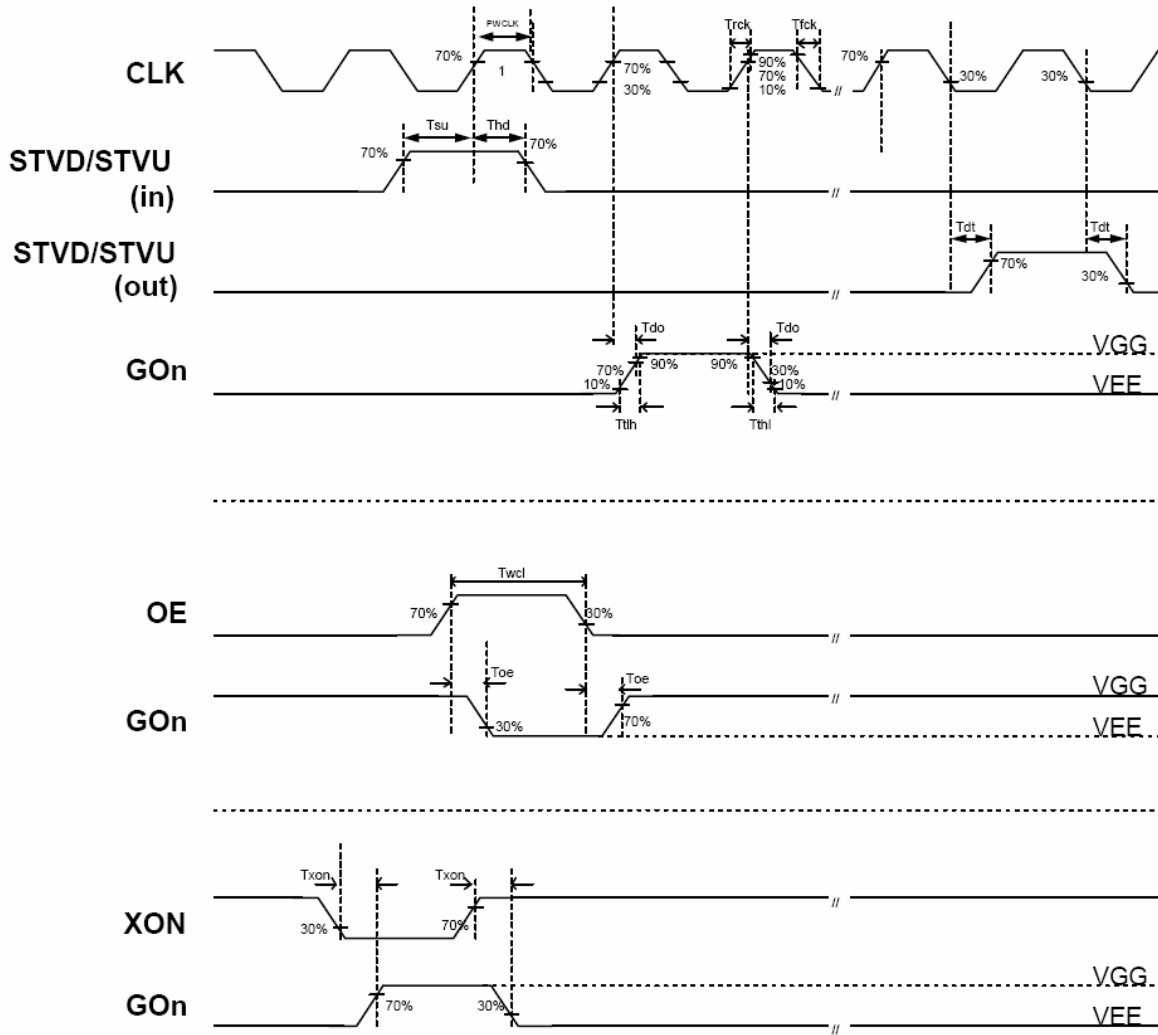 PWCLK
Trck
Tfck
CLK
70%
1
70%
30%
90%
70%
10%
//
70%
30%
30%
Tsu
Thd
STVD/STVU
(in)
70%
70%
//
STVD/STVU
(out)
Tdt
Tdt
70%
30%
//
Tdo
Tdo
GOn
70%
10%
90%
90%
30%
10%
VGG
VEE
//
Ttlh
Tthl
Twcl
OE
70%
30%
//
Toe
Toe
GOn
30%
70%
VGG
VEE
Txon
Txon
XON
30%
70%
//
GOn
70%
30%
VGG
VEE
//